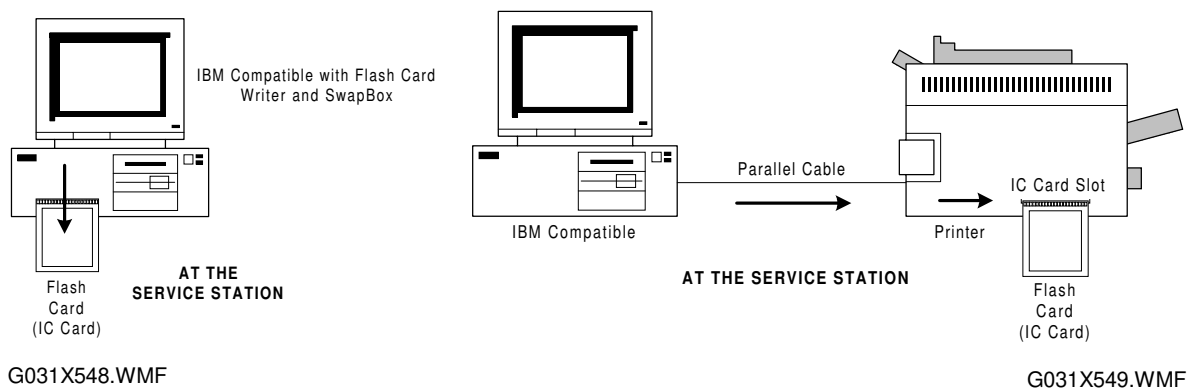 IBM Compatible with Flash Card
Writer and SwapBox
Flash
Card
(IC Card)
AT THE
SERVICE STATION
G031X548.WMF
Parallel Cable
IC Card Slot
IBM Compatible
Printer
AT THE SERVICE STATION
Flash
Card
(IC Card)
G031X549.WMF